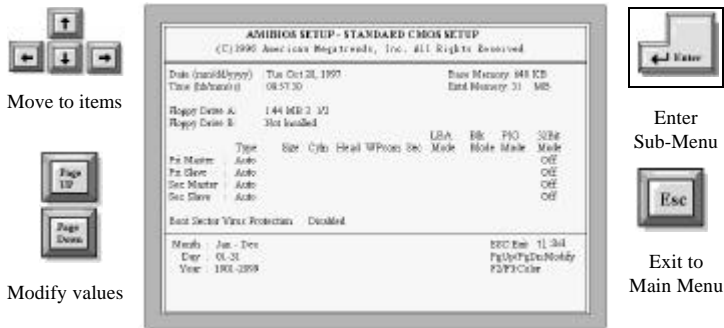 Move to items
Page UP
Page Down
Modify values
AMIBIOS SETUP - STANDARD CMOS SETUP
(C)1996 American Megatrends, Inc. All Rights Reserved
Date (mm/dd/yyyy) Tue Oct 28, 1997 Base Memory 640 KB
Time (hh/mm/s) 08:57:30 Extd Memory 31 MB
Floppy Drive A: 1.44 MB 3 1/2
Floppy Drive B: Not Installed
LBA Blk PIO 32Bit
Type Size Cyln Head WPcom Sec Mode Mode Mode Mode
Pri Master : Auto Off
Pri Slave : Auto Off
Sec Master : Auto Off
Sec Slave : Auto Off
Boot Sector Virus Protection Disabled
Month : Jan - Dec ESC:Exit ↑↓:Sel
Day : 01-31 PgUp/PgDn:Modify
Year : 1901-2099 F2/F3:Color
Enter
Enter
Sub-Menu
Esc
Exit to
Main Menu